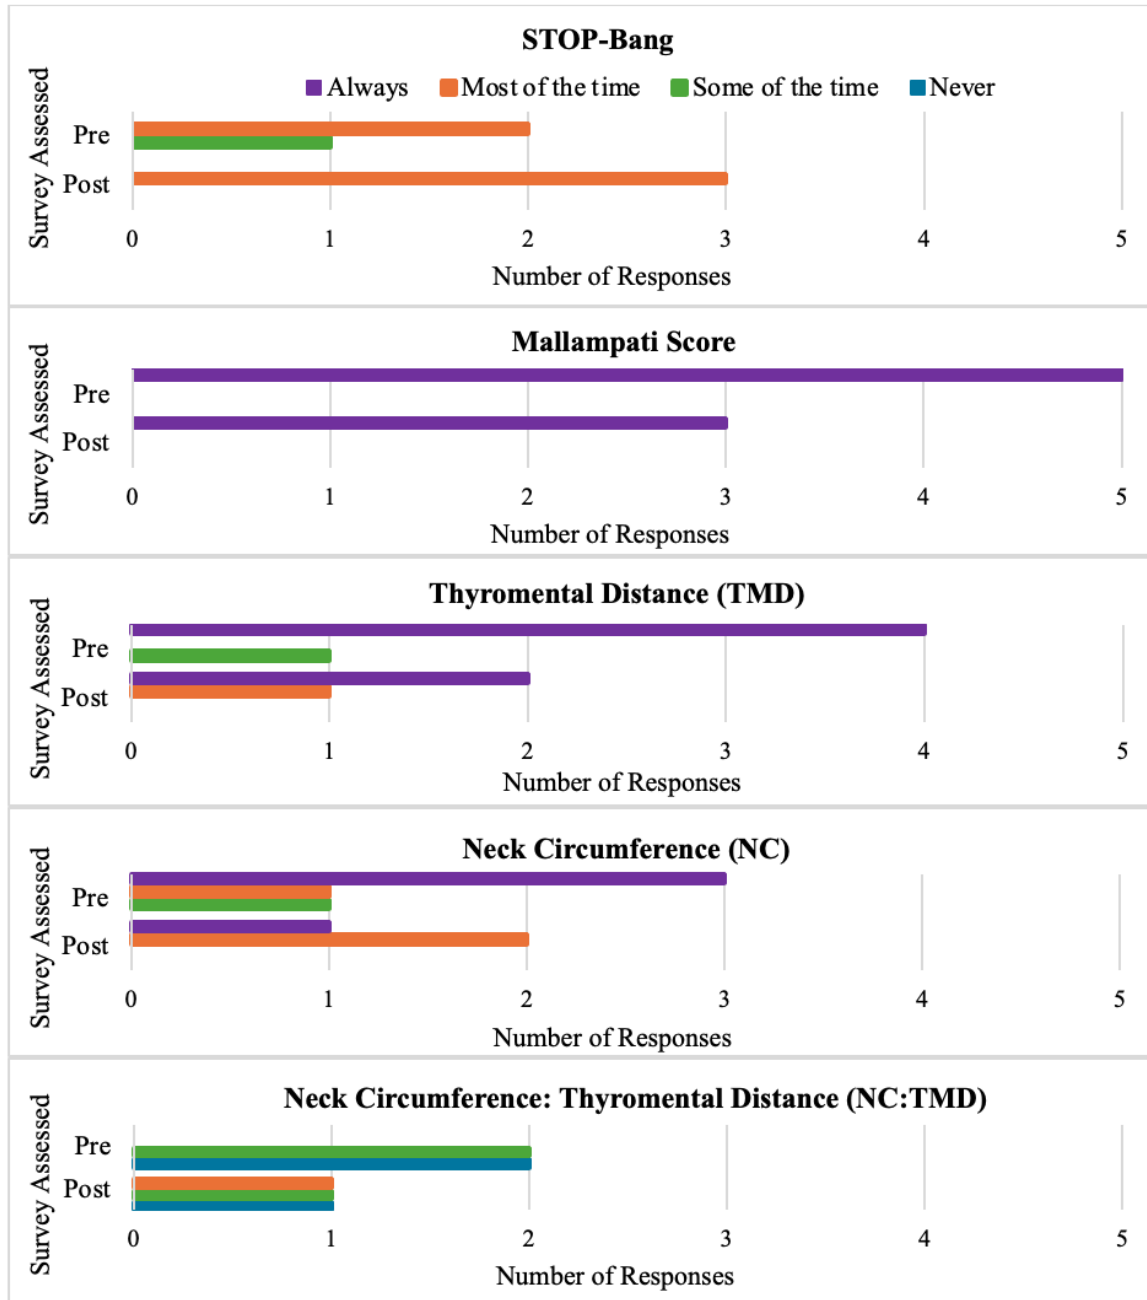 STOP-Bang
Always Most of the time Some of the time Never
Survey Assessed
Pre
Post
0 1 2 3 4 5
Number of Responses
Mallampati Score
Survey Assessed
Pre
Post
0 1 2 3 4 5
Number of Responses
Thyromental Distance (TMD)
Survey Assessed
Pre
Post
0 1 2 3 4 5
Number of Responses
Neck Circumference (NC)
Survey Assessed
Pre
Post
0 1 2 3 4 5
Number of Responses
Neck Circumference: Thyromental Distance (NC:TMD)
Survey Assessed
Pre
Post
0 1 2 3 4 5
Number of Responses